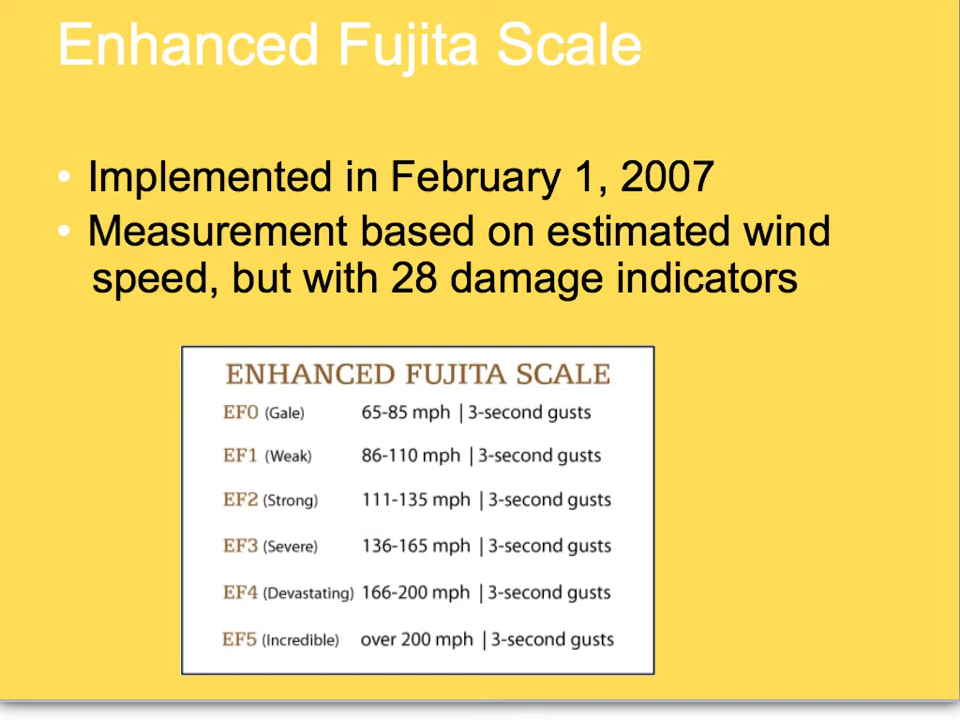 Enhanced Fujita Scale
• Implemented in February 1, 2007
• Measurement based on estimated wind
speed, but with 28 damage indicators
ENHANCED FUJITA SCALE
EF0 (Gale) 65-85 mph | 3-second gusts
EF1 (Weak) 86-110 mph | 3-second gusts
EF2 (Strong) 111-135 mph | 3-second gusts
EF3 (Severe) 136-165 mph | 3-second gusts
EF4 (Devastating) 166-200 mph | 3-second gusts
EF5 (Incredible) over 200 mph | 3-second gusts